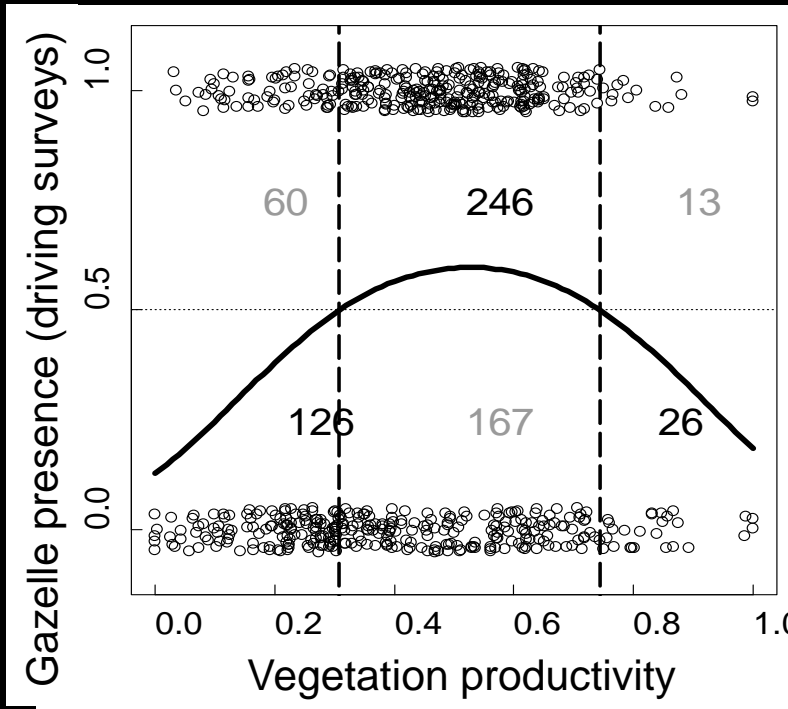 Gazelle presence (driving surveys)
1.0
0.5
0.0
60 246 13
126 167 26
0.0 0.2 0.4 0.6 0.8 1.0
Vegetation productivity